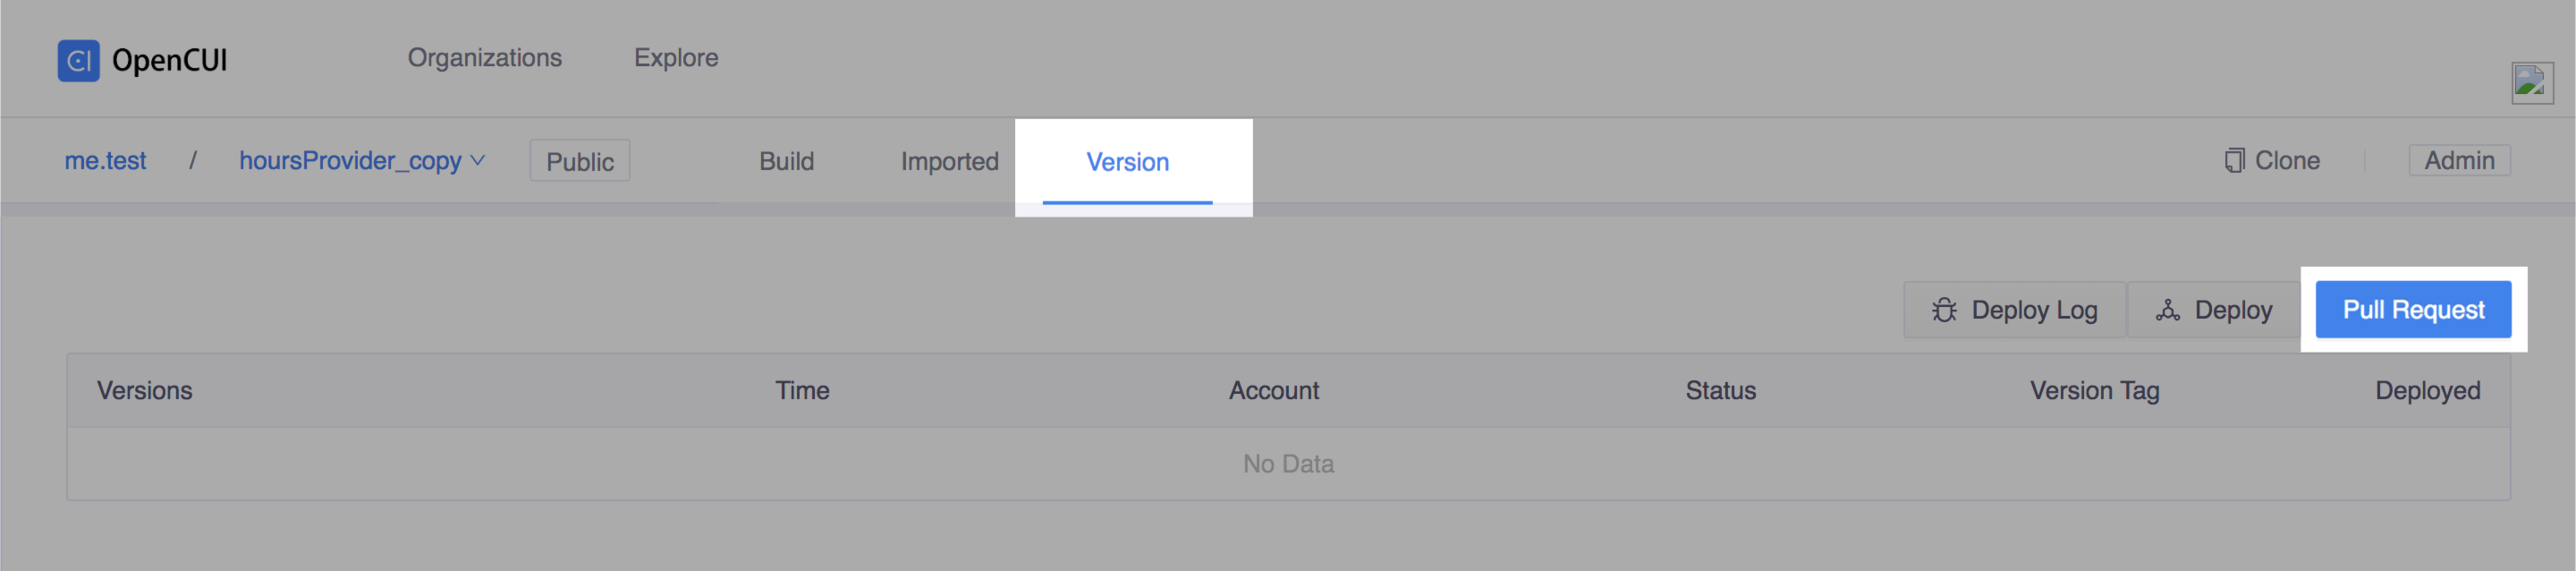 CI OpenCUI Organizations Explore
me.test / hoursProvider_copy Public Build Imported Version Clone Admin
Deploy Log Deploy Pull Request
Versions Time Account Status Version Tag Deployed
No Data